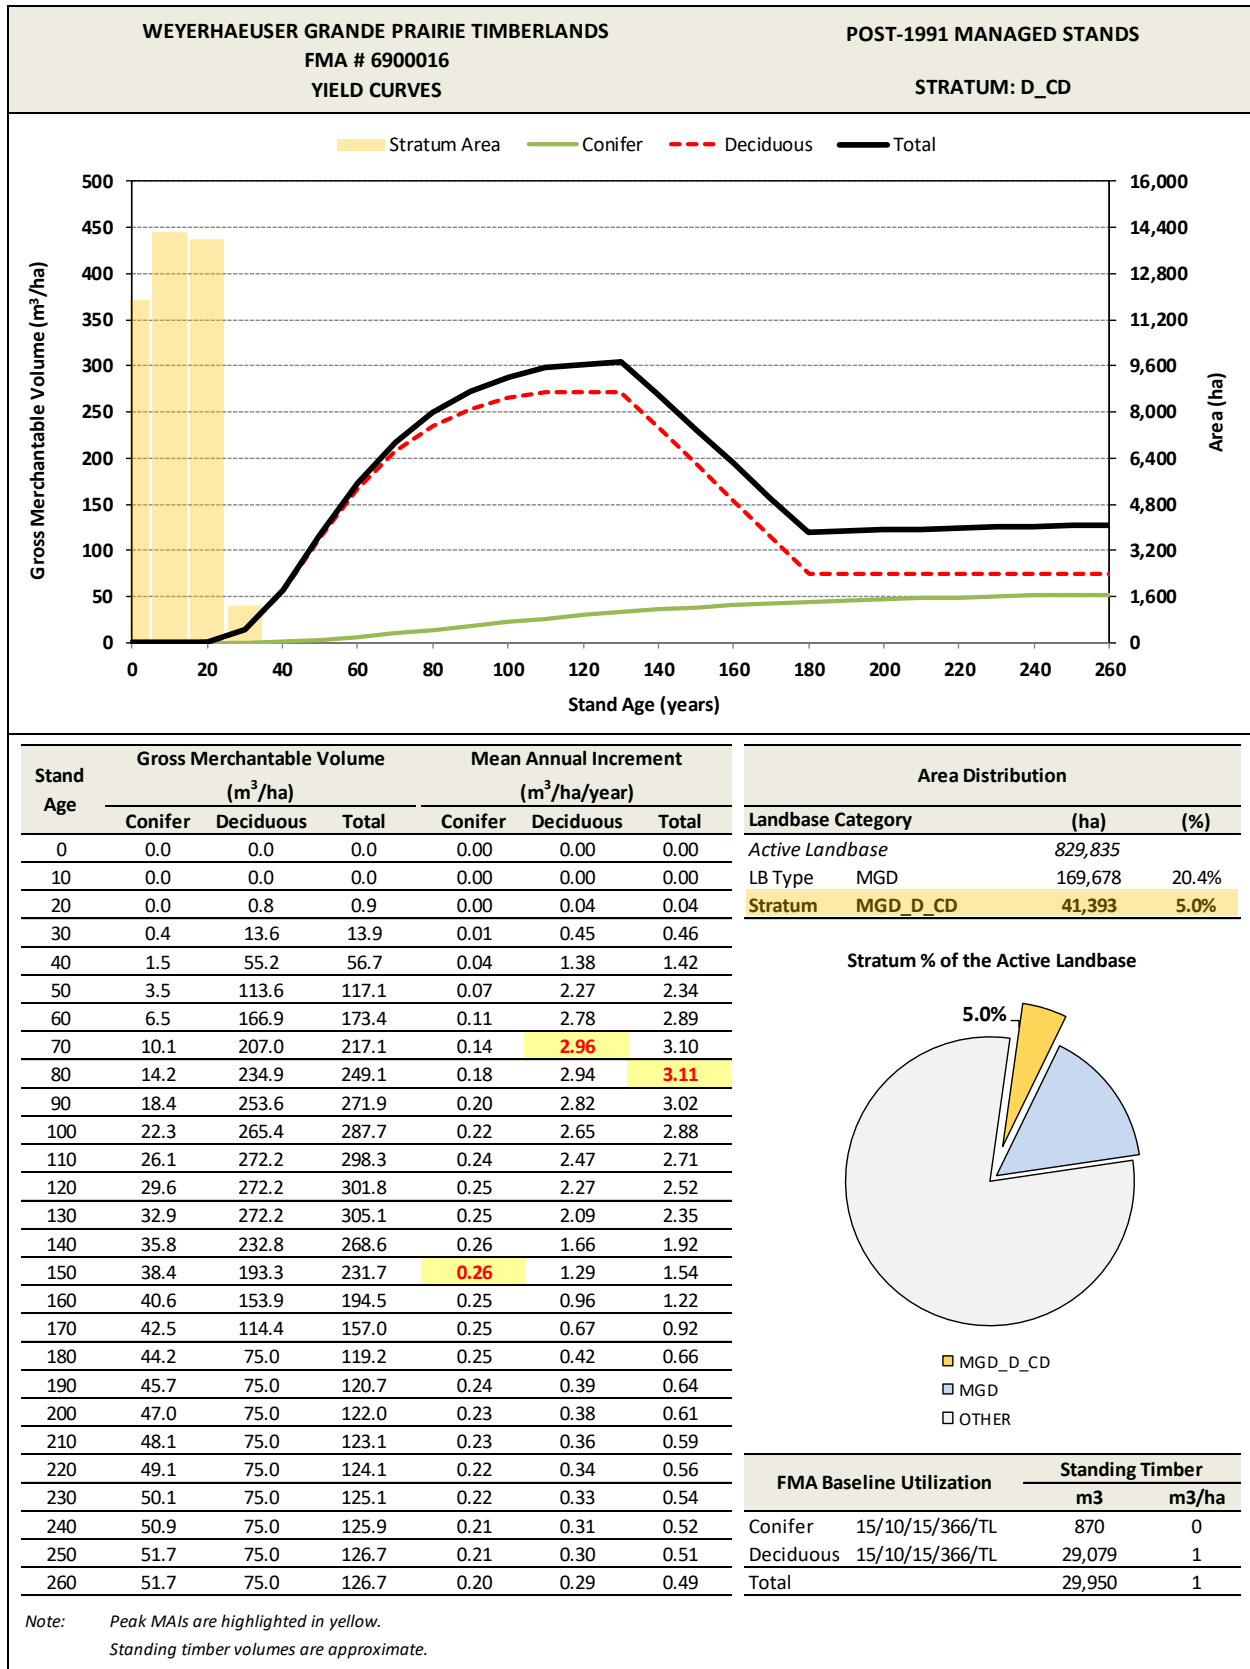 WEYERHAEUSER GRANDE PRAIRIE TIMBERLANDS
FMA # 6900016
YIELD CURVES
POST-1991 MANAGED STANDS
STRATUM: D_CD
Stratum Area Conifer Deciduous Total
Gross Merchantable Volume (m³/ha)
500
450
400
350
300
250
200
150
100
50
0
16,000
14,400
12,800
11,200
9,600
8,000
6,400
4,800
3,200
1,600
0
Area (ha)
0 20 40 60 80 100 120 140 160 180 200 220 240 260
Stand Age (years)
Stand Age
Gross Merchantable Volume (m³/ha)
Mean Annual Increment (m³/ha/year)
Conifer Deciduous Total Conifer Deciduous Total
0 0.0 0.0 0.0 0.00 0.00 0.00
10 0.0 0.0 0.0 0.00 0.00 0.00
20 0.0 0.8 0.9 0.00 0.04 0.04
30 0.4 13.6 13.9 0.01 0.45 0.46
40 1.5 55.2 56.7 0.04 1.38 1.42
50 3.5 113.6 117.1 0.07 2.27 2.34
60 6.5 166.9 173.4 0.11 2.78 2.89
70 10.1 207.0 217.1 0.14 2.96 3.10
80 14.2 234.9 249.1 0.18 2.94 3.11
90 18.4 253.6 271.9 0.20 2.82 3.02
100 22.3 265.4 287.7 0.22 2.65 2.88
110 26.1 272.2 298.3 0.24 2.47 2.71
120 29.6 272.2 301.8 0.25 2.27 2.52
130 32.9 272.2 305.1 0.25 2.09 2.35
140 35.8 232.8 268.6 0.26 1.66 1.92
150 38.4 193.3 231.7 0.26 1.29 1.54
160 40.6 153.9 194.5 0.25 0.96 1.22
170 42.5 114.4 157.0 0.25 0.67 0.92
180 44.2 75.0 119.2 0.25 0.42 0.66
190 45.7 75.0 120.7 0.24 0.39 0.64
200 47.0 75.0 122.0 0.23 0.38 0.61
210 48.1 75.0 123.1 0.23 0.36 0.59
220 49.1 75.0 124.1 0.22 0.34 0.56
230 50.1 75.0 125.1 0.22 0.33 0.54
240 50.9 75.0 125.9 0.21 0.31 0.52
250 51.7 75.0 126.7 0.21 0.30 0.51
260 51.7 75.0 126.7 0.20 0.29 0.49
Area Distribution
Landbase Category (ha) (%)
Active Landbase 829,835
LB Type MGD 169,678 20.4%
Stratum MGD_D_CD 41,393 5.0%
Stratum % of the Active Landbase
5.0%
MGD_D_CD
MGD
OTHER
FMA Baseline Utilization Standing Timber
m3 m3/ha
Conifer 15/10/15/366/TL 870 0
Deciduous 15/10/15/366/TL 29,079 1
Total 29,950 1
Note: Peak MAIs are highlighted in yellow.
Standing timber volumes are approximate.